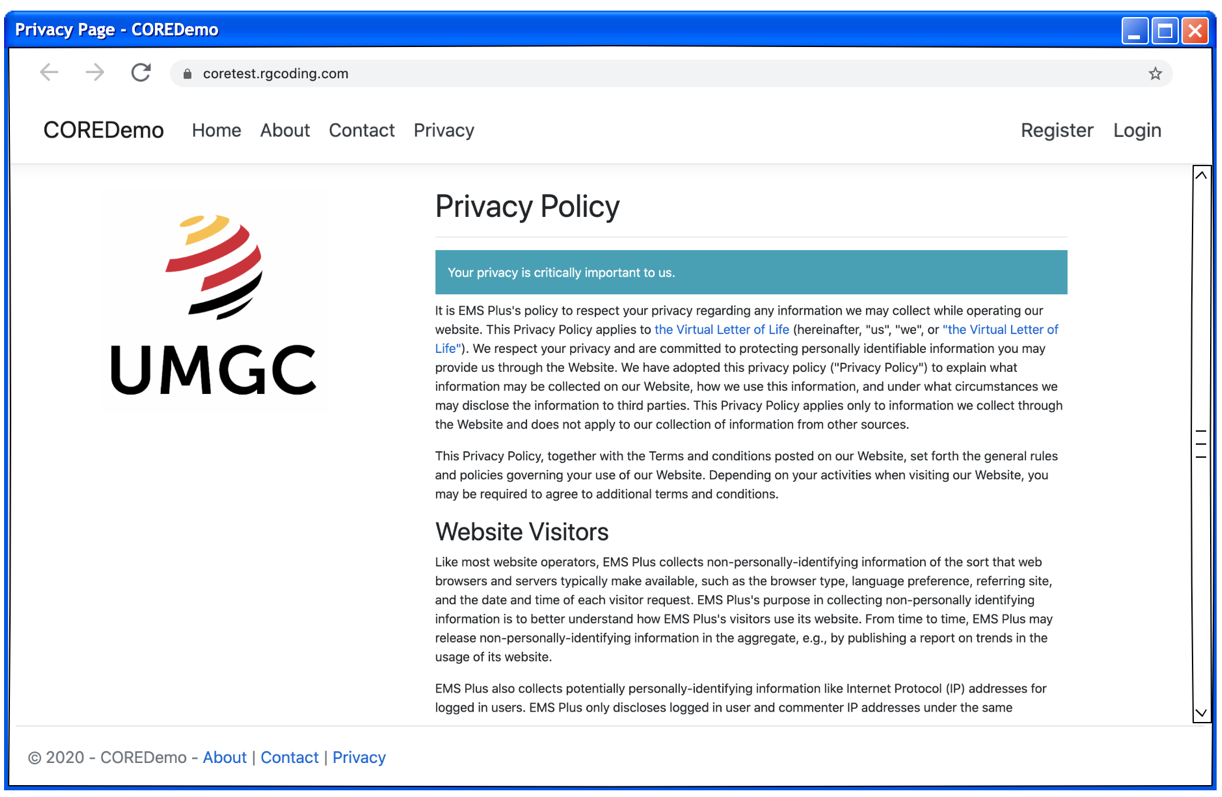 Privacy Page - COREDemo
coretest.rgcoding.com
COREDemo Home About Contact Privacy Register Login
UMGC
Privacy Policy
Your privacy is critically important to us.
It is EMS Plus's policy to respect your privacy regarding any information we may collect while operating our
website. This Privacy Policy applies to the Virtual Letter of Life (hereinafter, "us", "we", or "the Virtual Letter of
Life"). We respect your privacy and are committed to protecting personally identifiable information you may
provide us through the Website. We have adopted this privacy policy ("Privacy Policy") to explain what
information may be collected on our Website, how we use this information, and under what circumstances we
may disclose the information to third parties. This Privacy Policy applies only to information we collect through
the Website and does not apply to our collection of information from other sources.
This Privacy Policy, together with the Terms and conditions posted on our Website, set forth the general rules
and policies governing your use of our Website. Depending on your activities when visiting our Website, you
may be required to agree to additional terms and conditions.
Website Visitors
Like most website operators, EMS Plus collects non-personally-identifying information of the sort that web
browsers and servers typically make available, such as the browser type, language preference, referring site,
and the date and time of each visitor request. EMS Plus's purpose in collecting non-personally identifying
information is to better understand how EMS Plus's visitors use its website. From time to time, EMS Plus may
release non-personally-identifying information in the aggregate, e.g., by publishing a report on trends in the
usage of its website.
EMS Plus also collects potentially personally-identifying information like Internet Protocol (IP) addresses for
logged in users. EMS Plus only discloses logged in user and commenter IP addresses under the same
© 2020 - COREDemo - About | Contact | Privacy